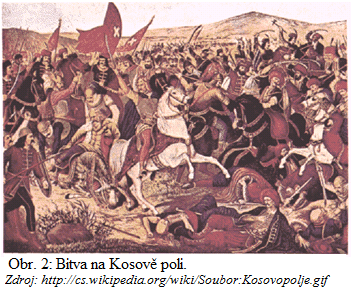 Obr. 2: Bitva na Kosově poli.
Zdroj: http://cs.wikipedia.org/wiki/Soubor:Kosovopolje.gif